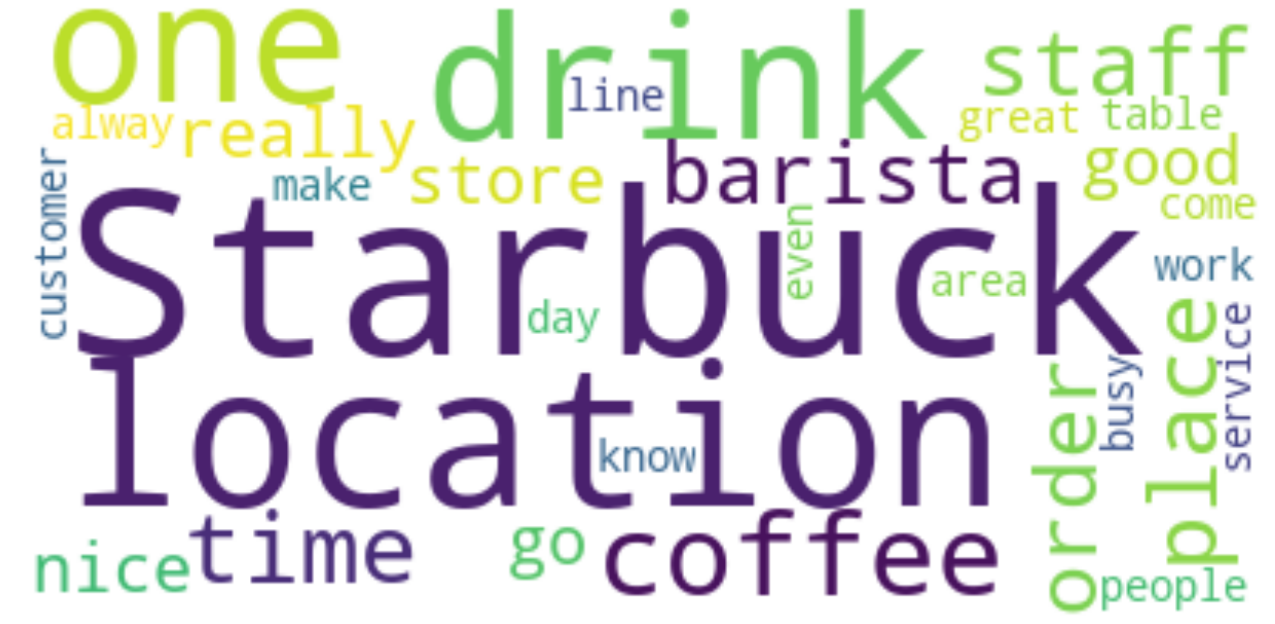 one
drink
staff
line
alway
really
great
table
store
barista
good
make
come
customer
Starbuck
even
area
work
day
location
order
busy
place
service
know
nice
time
go
coffee
people